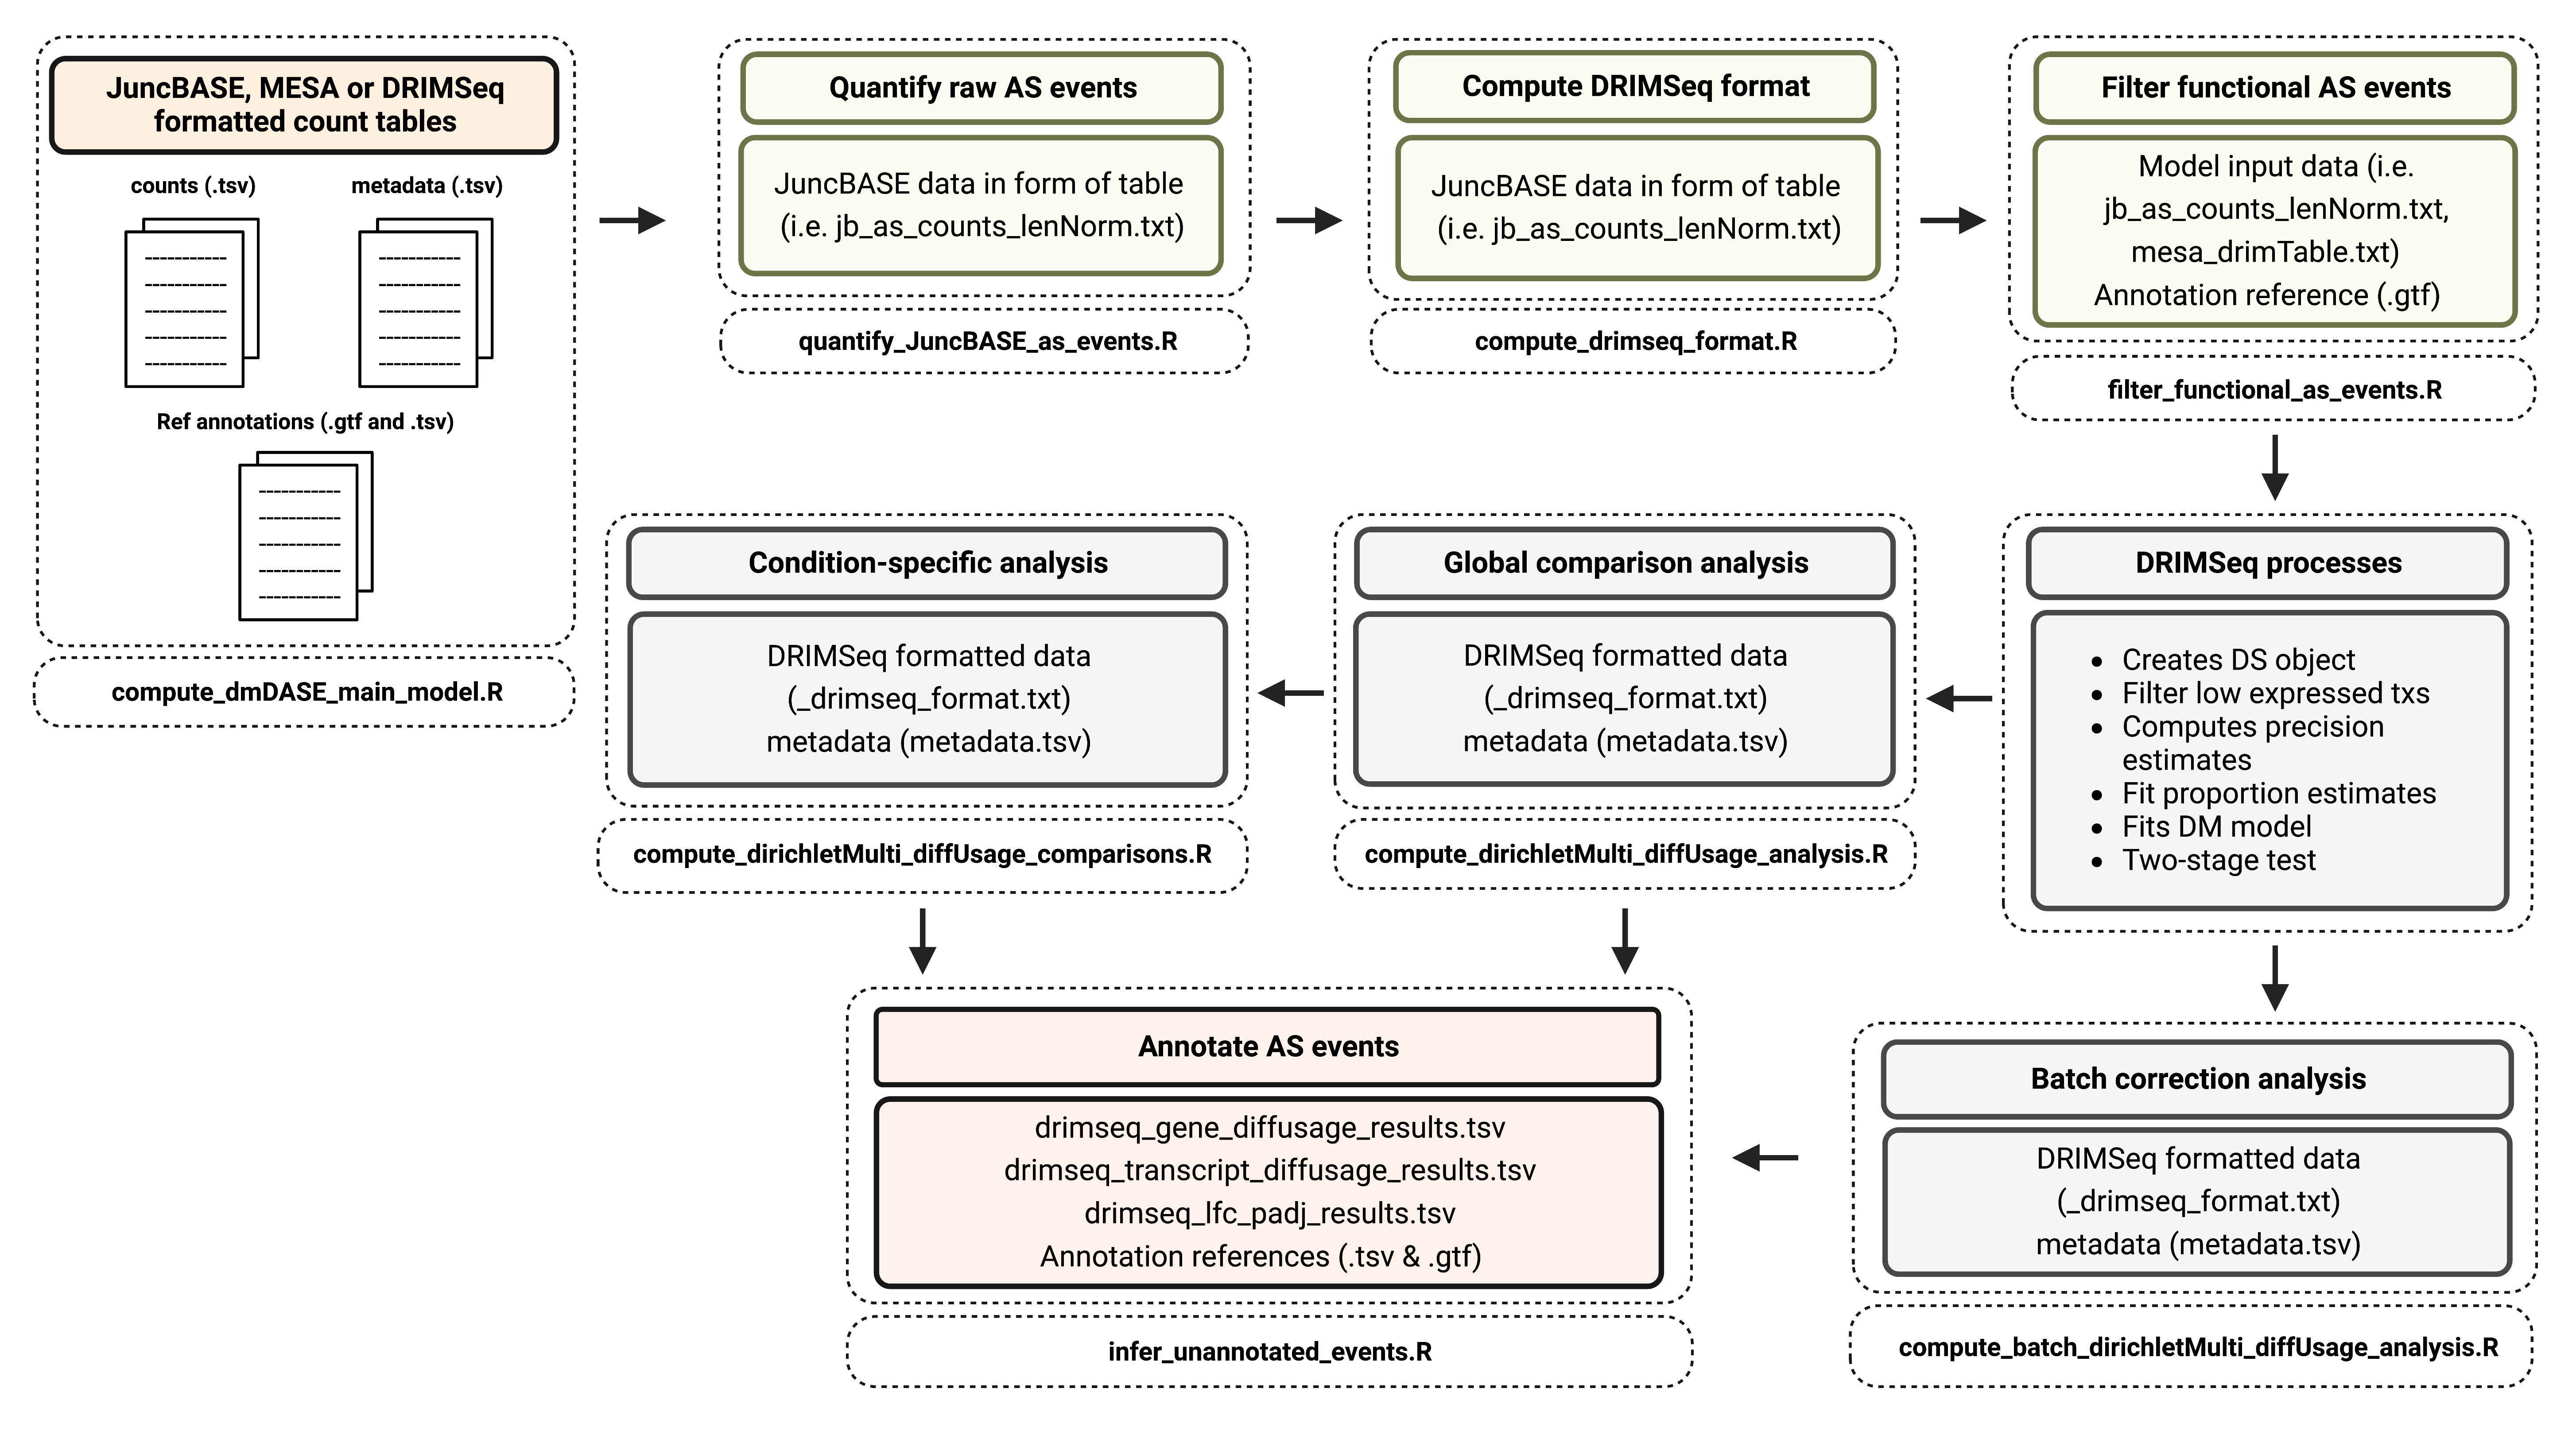 JuncBASE, MESA or DRIMSeq
formatted count tables
counts (.tsv)
metadata (.tsv)
Ref annotations (.gtf and .tsv)
compute_dmDASE_main_model.R
Quantify raw AS events
JuncBASE data in form of table
(i.e. jb_as_counts_lenNorm.txt)
quantify_JuncBASE_as_events.R
Compute DRIMSeq format
JuncBASE data in form of table
(i.e. jb_as_counts_lenNorm.txt)
compute_drimseq_format.R
Filter functional AS events
Model input data (i.e.
jb_as_counts_lenNorm.txt,
mesa_drimTable.txt)
Annotation reference (.gtf)
filter_functional_as_events.R
DRIMSeq processes
• Creates DS object
• Filter low expressed txs
• Computes precision
estimates
• Fit proportion estimates
• Fits DM model
• Two-stage test
Global comparison analysis
DRIMSeq formatted data
(_drimseq_format.txt)
metadata (metadata.tsv)
compute_dirichletMulti_diffUsage_analysis.R
Condition-specific analysis
DRIMSeq formatted data
(_drimseq_format.txt)
metadata (metadata.tsv)
compute_dirichletMulti_diffUsage_comparisons.R
Batch correction analysis
DRIMSeq formatted data
(_drimseq_format.txt)
metadata (metadata.tsv)
compute_batch_dirichletMulti_diffUsage_analysis.R
Annotate AS events
drimseq_gene_diffusage_results.tsv
drimseq_transcript_diffusage_results.tsv
drimseq_lfc_padj_results.tsv
Annotation references (.tsv & .gtf)
infer_unannotated_events.R